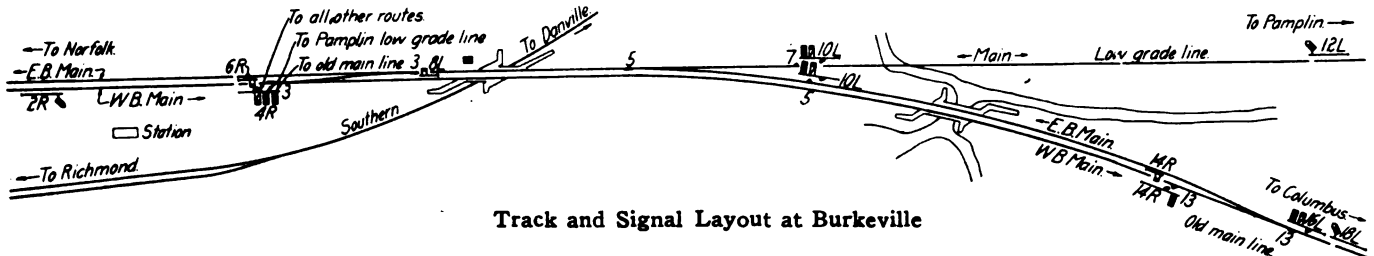 To all other routes.
To Pamplin low grade line
To old main line 3 8L
To Norfolk.
E.B. Main.
6R
2R
W.B. Main
4R
3
Station
Southern
To Danville
To Richmond.
5
7
10L
10L
5
Main
Low grade line.
To Pamplin.
12L
E.B. Main.
W.B. Main.
14R
14R
13
Old main line.
To Columbus.
16L
18L
13
Track and Signal Layout at Burkeville